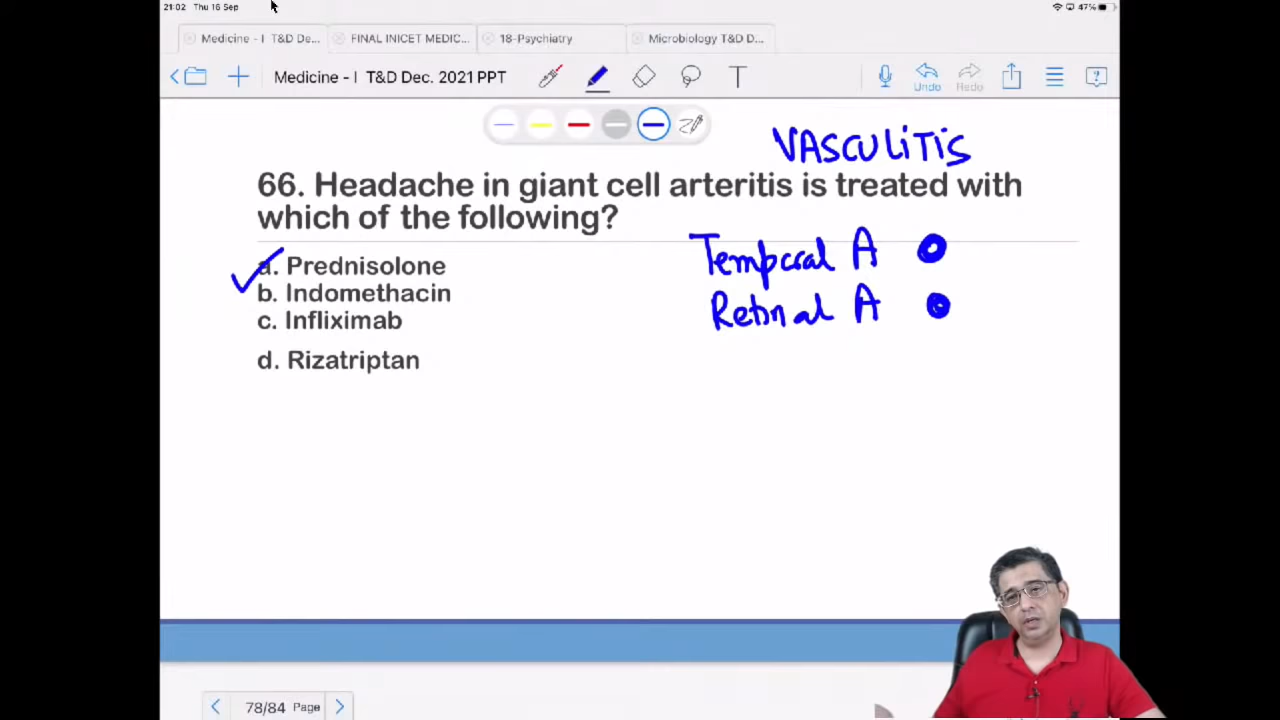 21:02 Thu 16 Sep
47%
Medicine - I T&D De...
FINAL INICET MEDIC...
18-Psychiatry
Microbiology T&D D...
Medicine - I T&D Dec. 2021 PPT
T
Undo
Redo
?
VASCULITIS
66. Headache in giant cell arteritis is treated with
which of the following?
a. Prednisolone
b. Indomethacin
c. Infliximab
d. Rizatriptan
Temporal A
Retinal A
78/84 Page